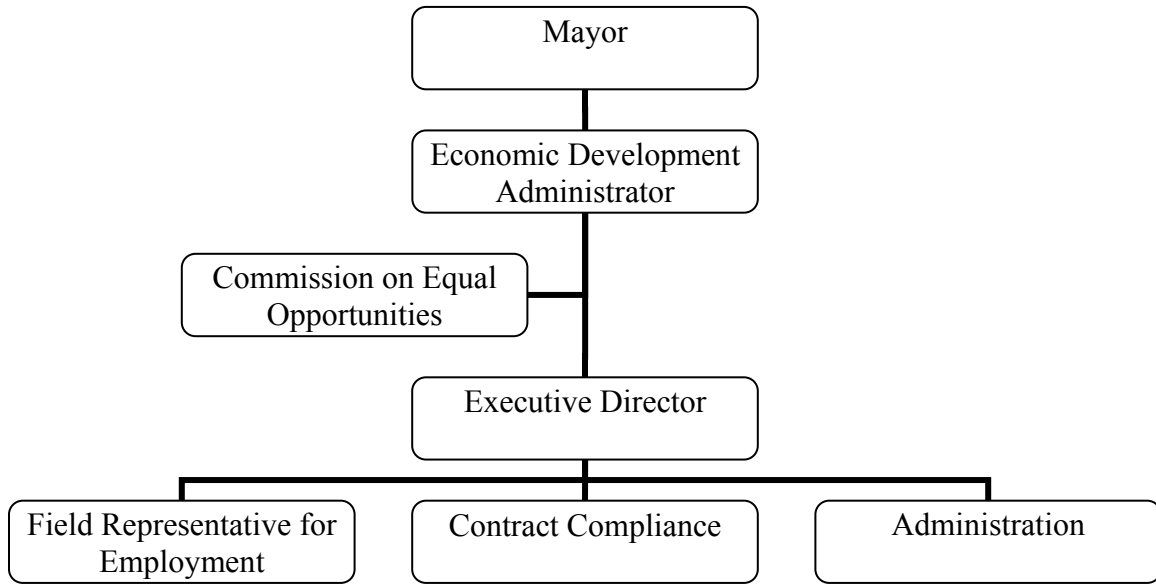 Mayor
Economic Development
Administrator
Commission on Equal
Opportunities
Executive Director
Field Representative for
Employment
Contract Compliance
Administration